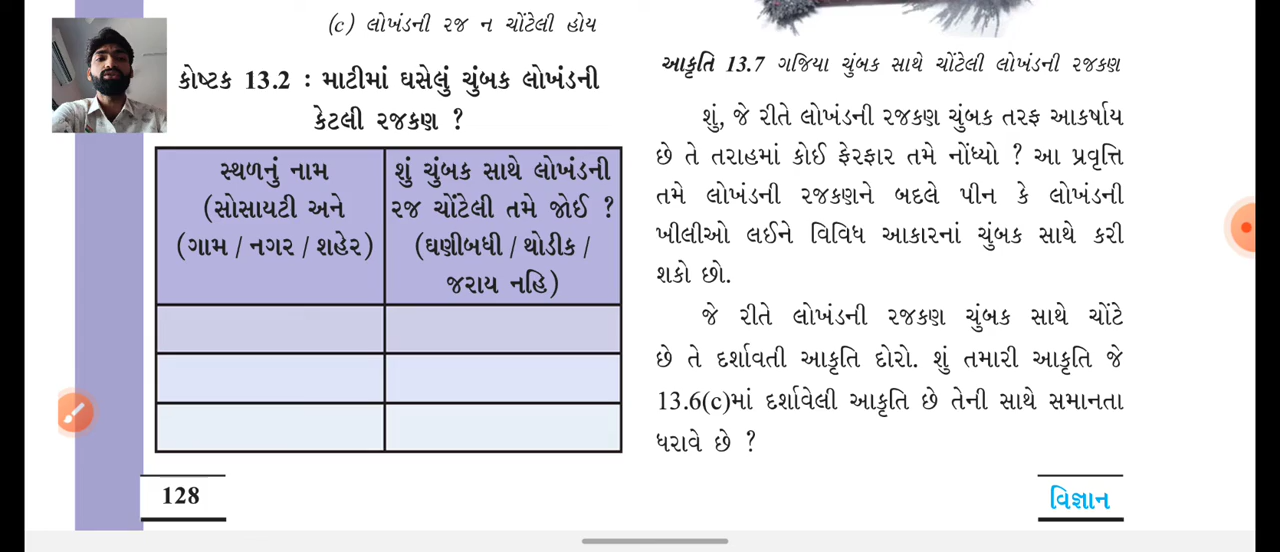 (c) લોખંડની રજ ન ચોંટેલી હોય
કોષ્ટક 13.2 : માટીમાં ઘસેલું ચુંબક લોખંડની
કેટલી રજકણ ?
સ્થળનું નામ
(સોસાયટી અને
(ગામ / નગર / શહેર)
શું ચુંબક સાથે લોખંડની
રજ ચોંટેલી તમે જોઈ ?
(ઘણીબધી / થોડીક /
જરાય નહિ)
128
આકૃતિ 13.7 ગજિયા ચુંબક સાથે ચોંટેલી લોખંડની રજકણ
શું, જે રીતે લોખંડની રજકણ ચુંબક તરફ આકર્ષાય
છે તે તરાહમાં કોઈ ફેરફાર તમે નોંધ્યો ? આ પ્રવૃત્તિ
તમે લોખંડની રજકણને બદલે પીન કે લોખંડની
ખીલીઓ લઈને વિવિધ આકારનાં ચુંબક સાથે કરી
શકો છો.
જે રીતે લોખંડની રજકણ ચુંબક સાથે ચોંટે
છે તે દર્શાવતી આકૃતિ દોરો. શું તમારી આકૃતિ જે
13.6(c)માં દર્શાવેલી આકૃતિ છે તેની સાથે સમાનતા
ધરાવે છે ?
વિજ્ઞાન